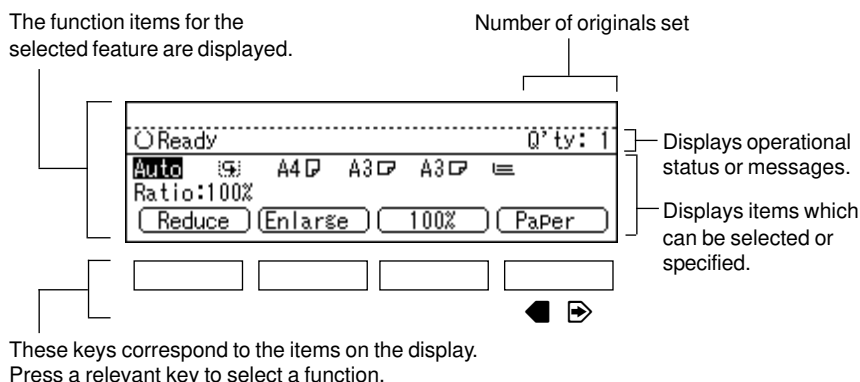 The function items for the
selected feature are displayed.
Number of originals set
Ready Q'ty: 1
Displays operational
status or messages.
Auto A4 A3 A3
Ratio:100%
Reduce Enlarge 100% Paper
Displays items which
can be selected or
specified.
These keys correspond to the items on the display.
Press a relevant key to select a function.